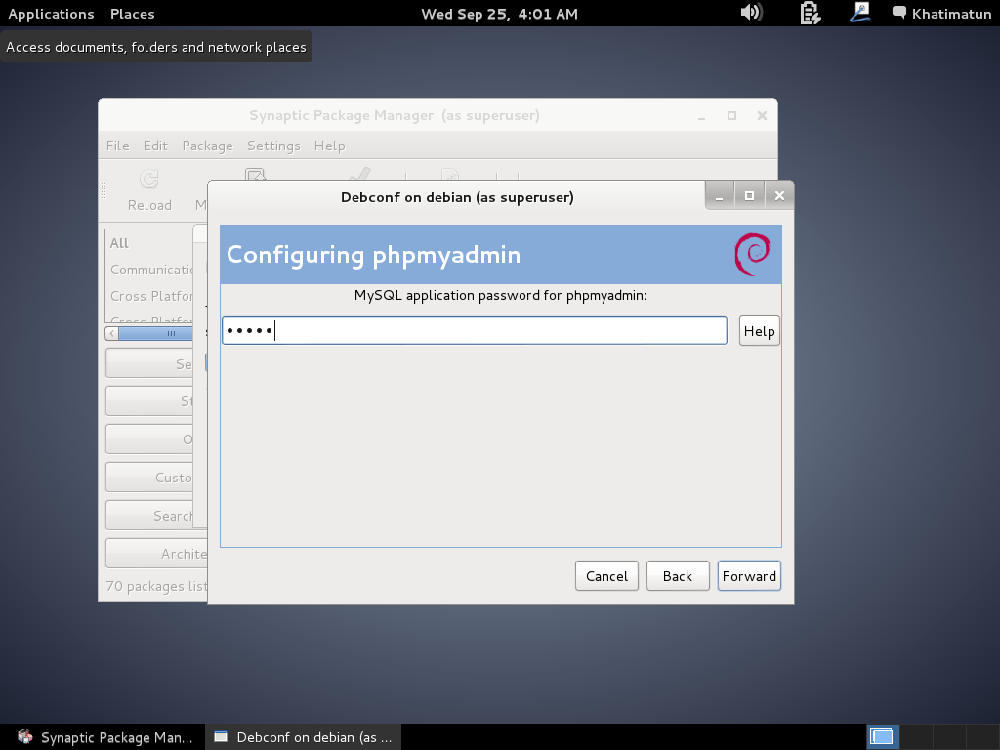 Applications Places Wed Sep 25, 4:01 AM Khatimatun
Access documents, folders and network places
Synaptic Package Manager (as superuser)
File Edit Package Settings Help
Reload
Debconf on debian (as superuser)
Configuring phpmyadmin
MySQL application password for phpmyadmin:
•••••
Help
All
Communicatio
Cross Platfor
Cross Platfor
Se
St
O
Custo
Search
Archite
70 packages list
Cancel Back Forward
Synaptic Package Man... Debconf on debian (as ...